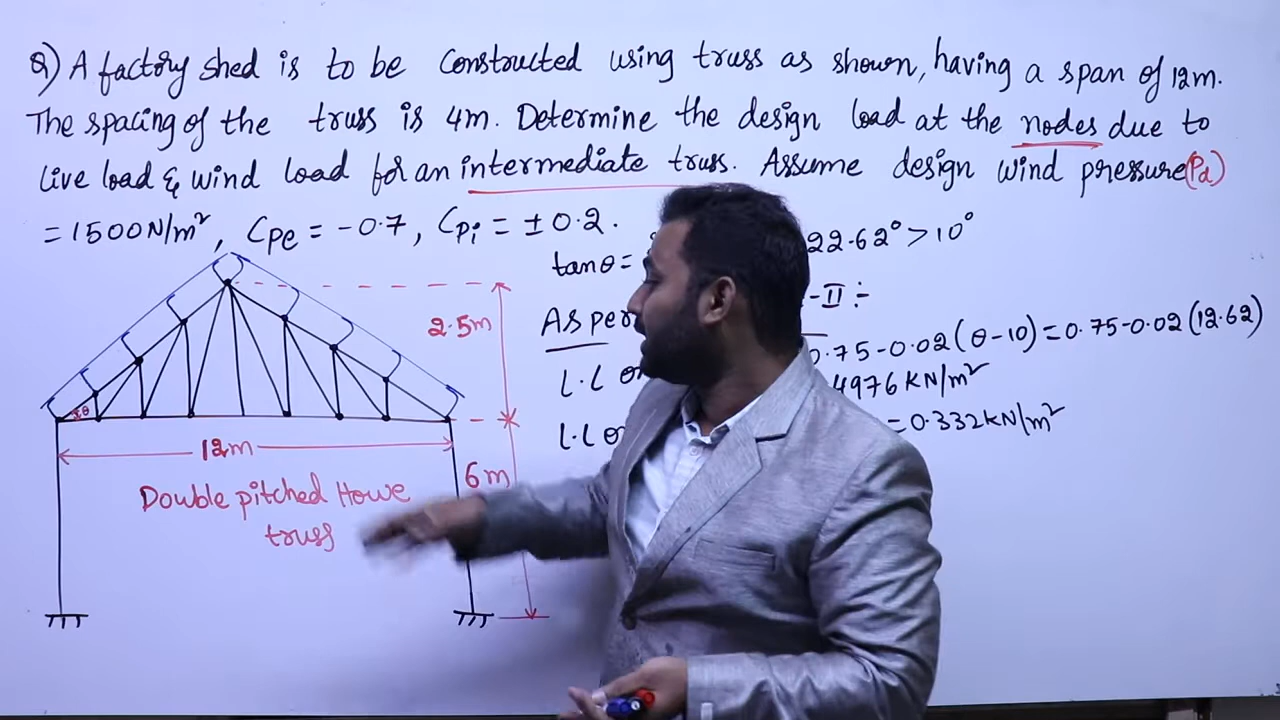 Q) A factory shed is to be constructed using truss as shown, having a span of 12m.
The spacing of the truss is 4m. Determine the design load at the nodes due to
live load & wind load for an intermediate truss. Assume design wind pressure (Pd)
= 1500 N/m², Cpe = -0.7, Cpi = ±0.2.
tanθ = 22.62° > 10°
As per -II :-
L.L 0.75-0.02(θ-10) = 0.75-0.02(12.62)
4976 KN/m²
L.L = 0.332 KN/m²
2.5m
θ
12m
6m
Double pitched Howe
truss